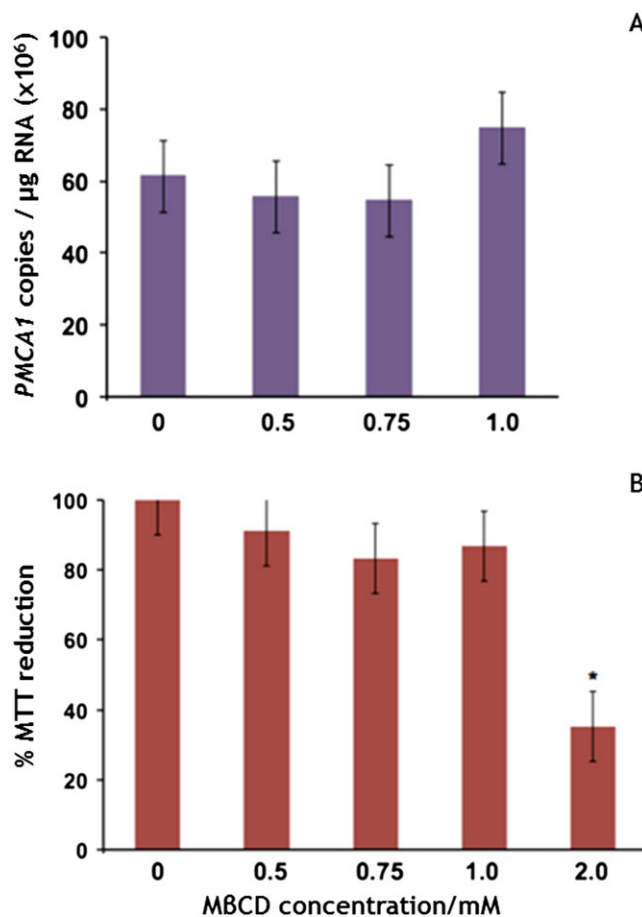 A
PMCA1 copies / µg RNA (x10⁶)
100
80
60
40
20
0
0 0.5 0.75 1.0
B
% MTT reduction
100
80
60
40
20
0
*
0 0.5 0.75 1.0 2.0
MβCD concentration/mM